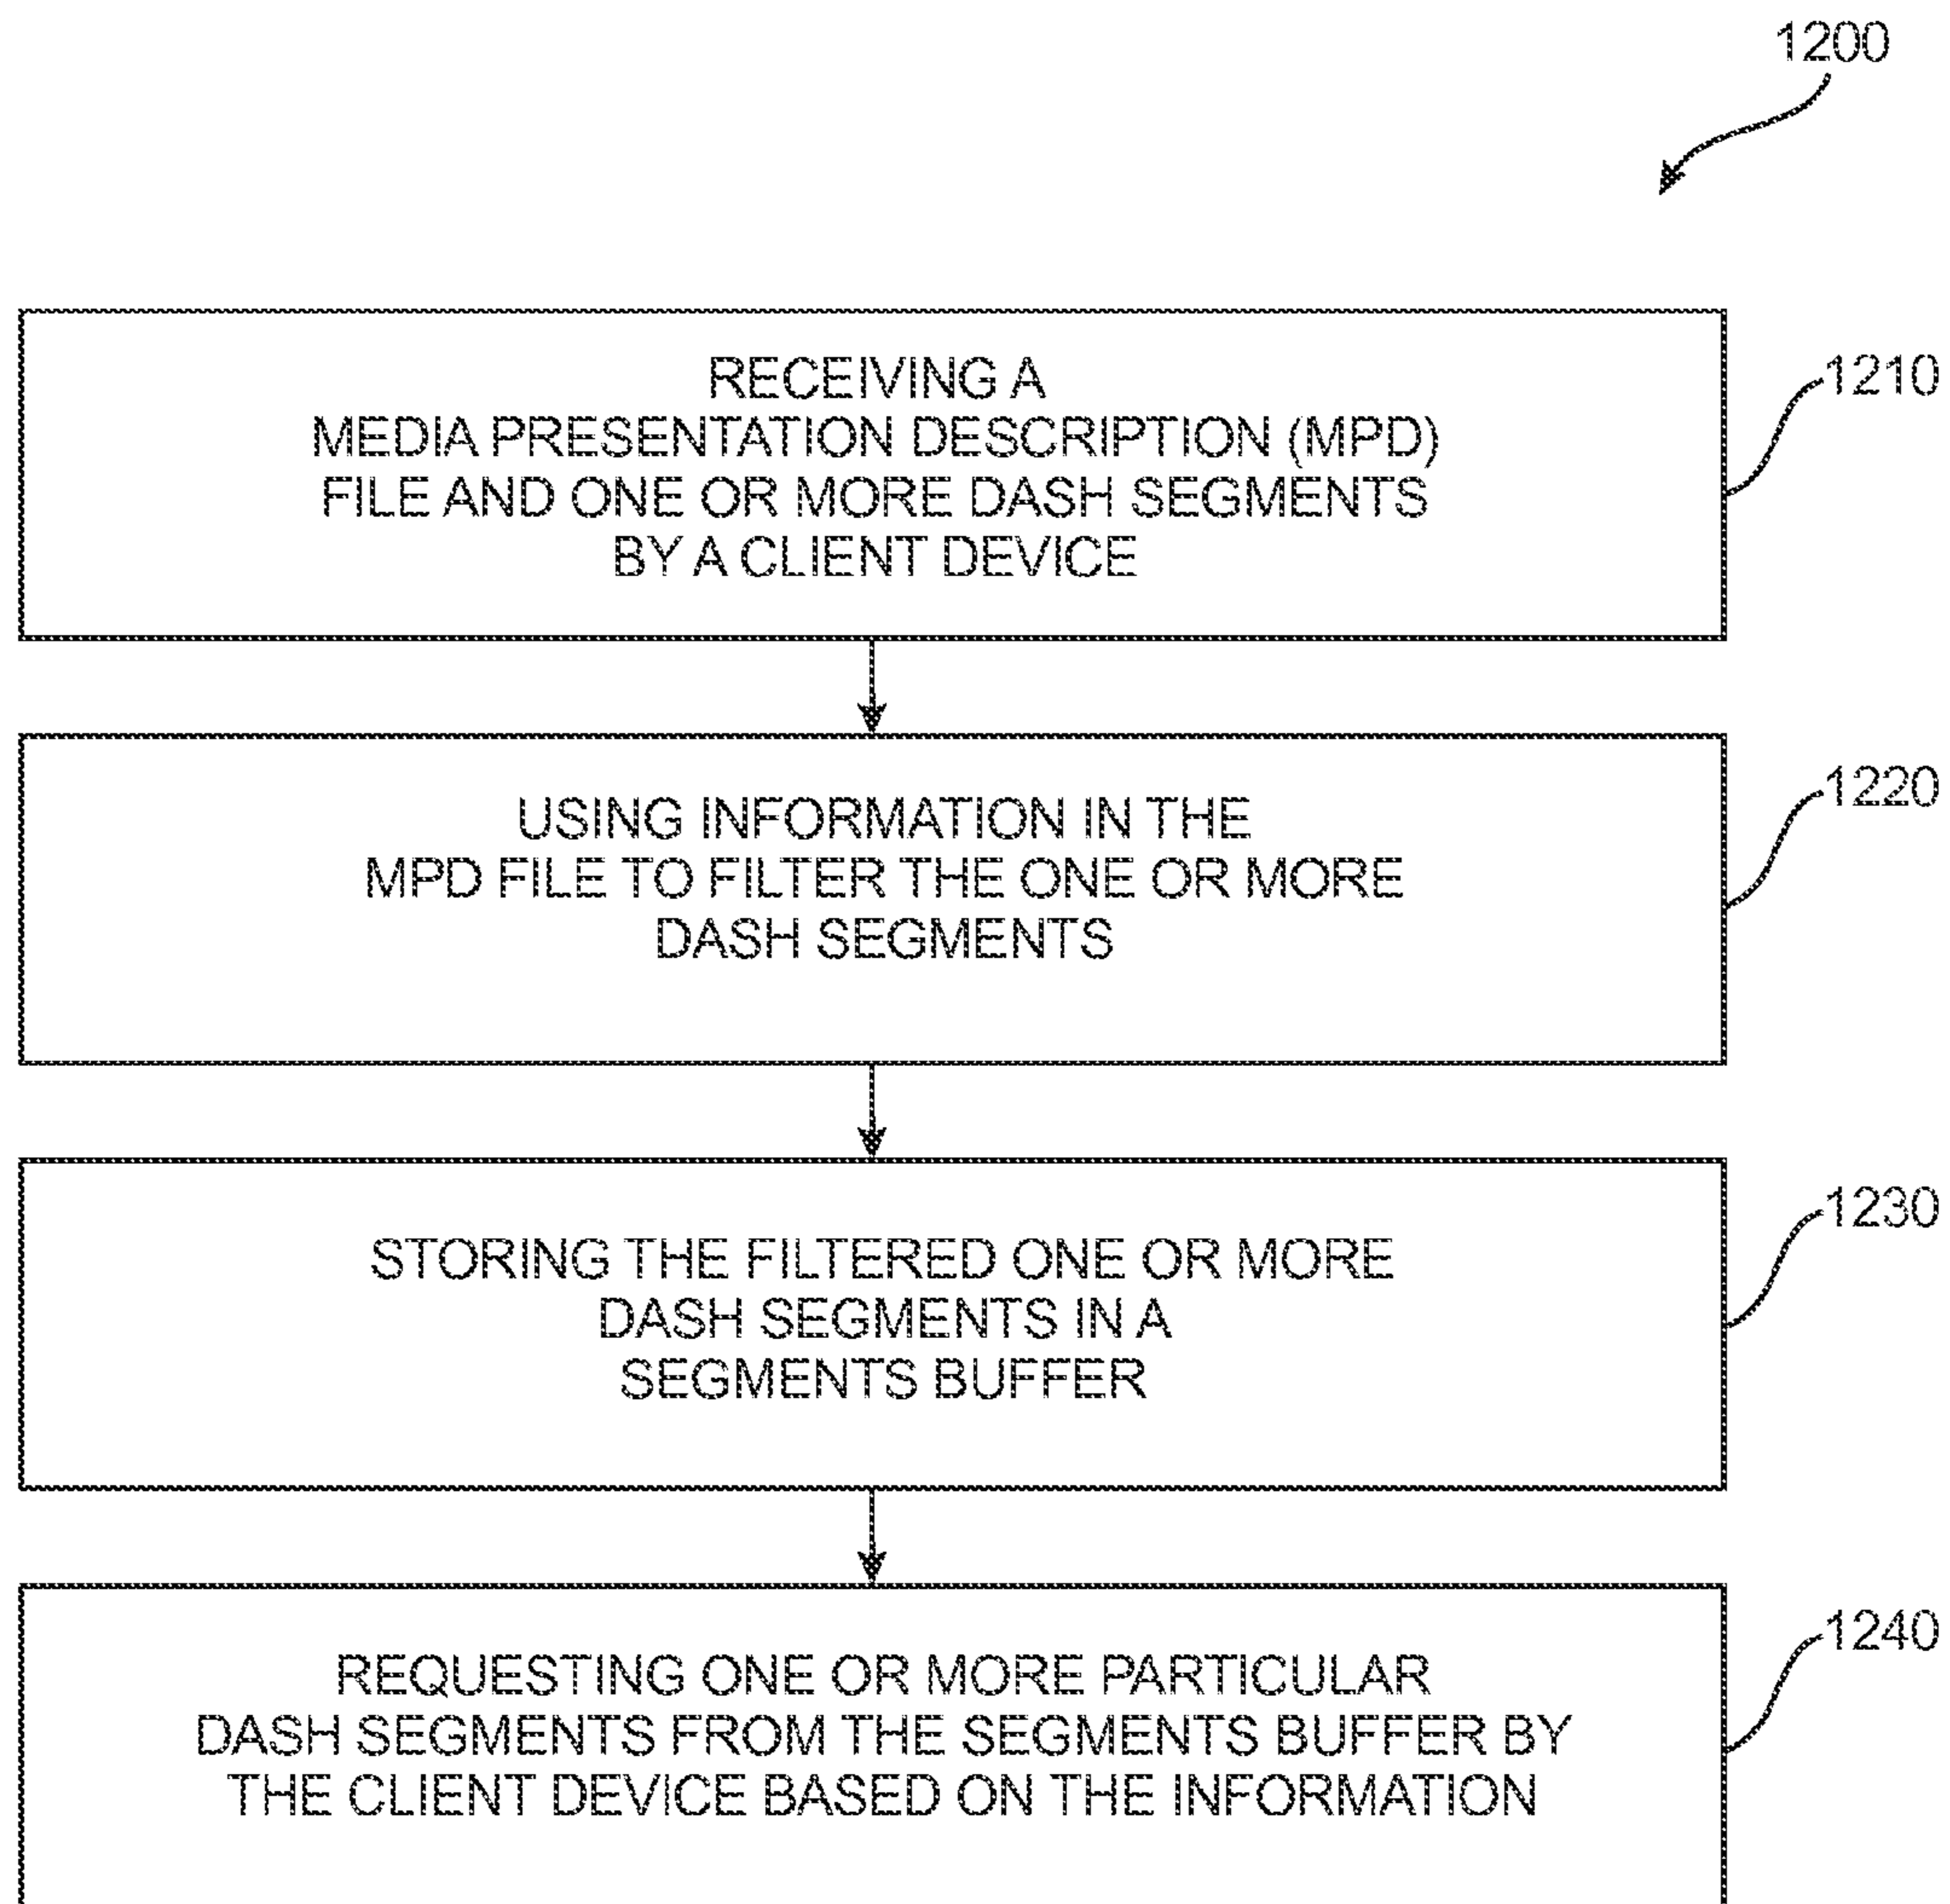 1200
RECEIVING A
MEDIA PRESENTATION DESCRIPTION (MPD)
FILE AND ONE OR MORE DASH SEGMENTS
BY A CLIENT DEVICE
1210
USING INFORMATION IN THE
MPD FILE TO FILTER THE ONE OR MORE
DASH SEGMENTS
1220
STORING THE FILTERED ONE OR MORE
DASH SEGMENTS IN A
SEGMENTS BUFFER
1230
REQUESTING ONE OR MORE PARTICULAR
DASH SEGMENTS FROM THE SEGMENTS BUFFER BY
THE CLIENT DEVICE BASED ON THE INFORMATION
1240